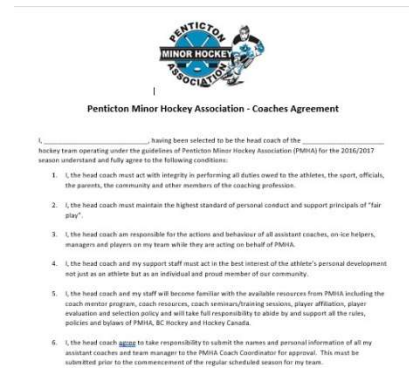 PENTICTON
MINOR HOCKEY
ASSOCIATION
Penticton Minor Hockey Association - Coaches Agreement
I, ____________________, having been selected to be the head coach of the ____________________
hockey team operating under the guidelines of Penticton Minor Hockey Association (PMHA) for the 2016/2017
season understand and fully agree to the following conditions:
1. I, the head coach must act with integrity in performing all duties owed to the athletes, the sport, officials,
the parents, the community and other members of the coaching profession.
2. I, the head coach must maintain the highest standard of personal conduct and support principals of "fair
play".
3. I, the head coach am responsible for the actions and behaviour of all assistant coaches, on-ice helpers,
managers and players on my team while they are acting on behalf of PMHA.
4. I, the head coach and my support staff must act in the best interest of the athlete's personal development
not just as an athlete but as an individual and proud member of our community.
5. I, the head coach and my staff will become familiar with the available resources from PMHA including the
coach mentor program, coach resources, coach seminars/training sessions, player affiliation, player
evaluation and selection policy and will take full responsibility to abide by and support all the rules,
policies and bylaws of PMHA, BC Hockey and Hockey Canada.
6. I, the head coach agree to take responsibility to submit the names and personal information of all my
assistant coaches and team manager to the PMHA Coach Coordinator for approval. This must be
submitted prior to the commencement of the regular scheduled season for my team.